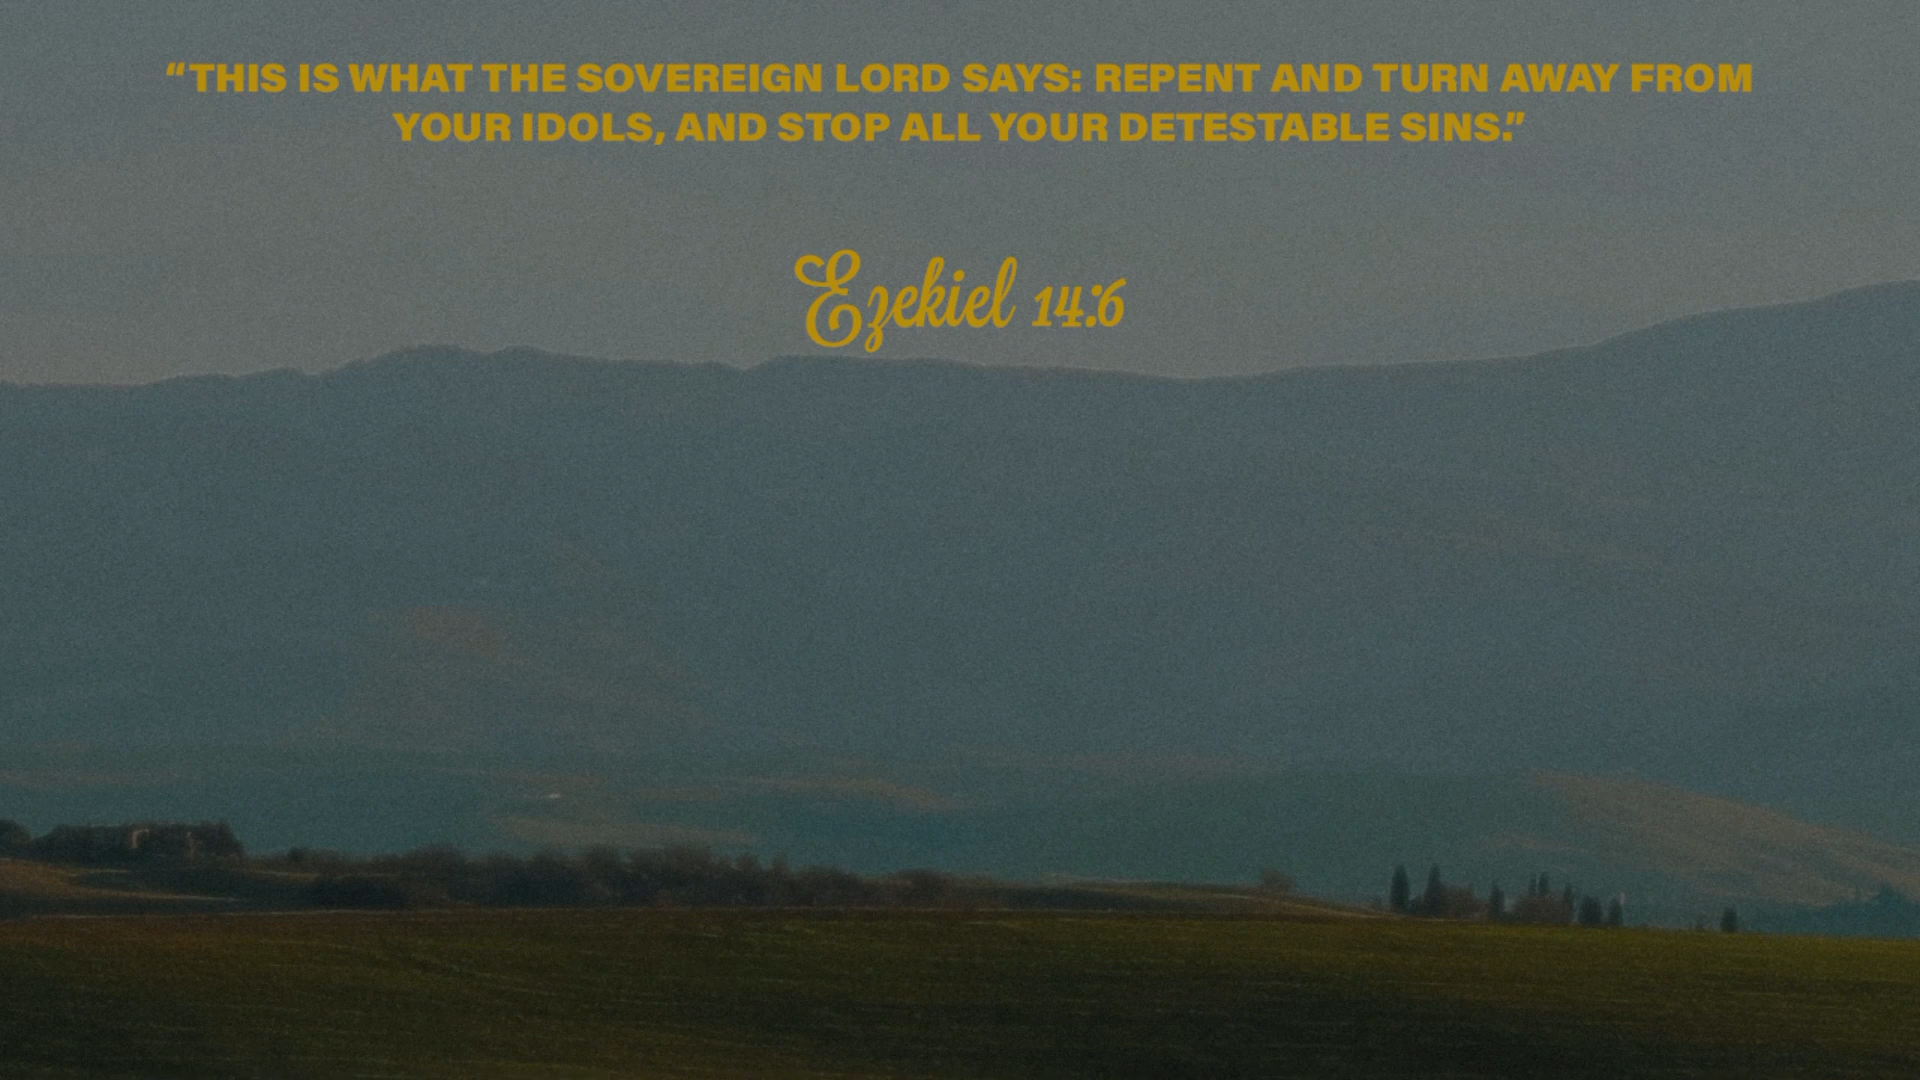 “THIS IS WHAT THE SOVEREIGN LORD SAYS: REPENT AND TURN AWAY FROM
YOUR IDOLS, AND STOP ALL YOUR DETESTABLE SINS.”
Ezekiel 14:6